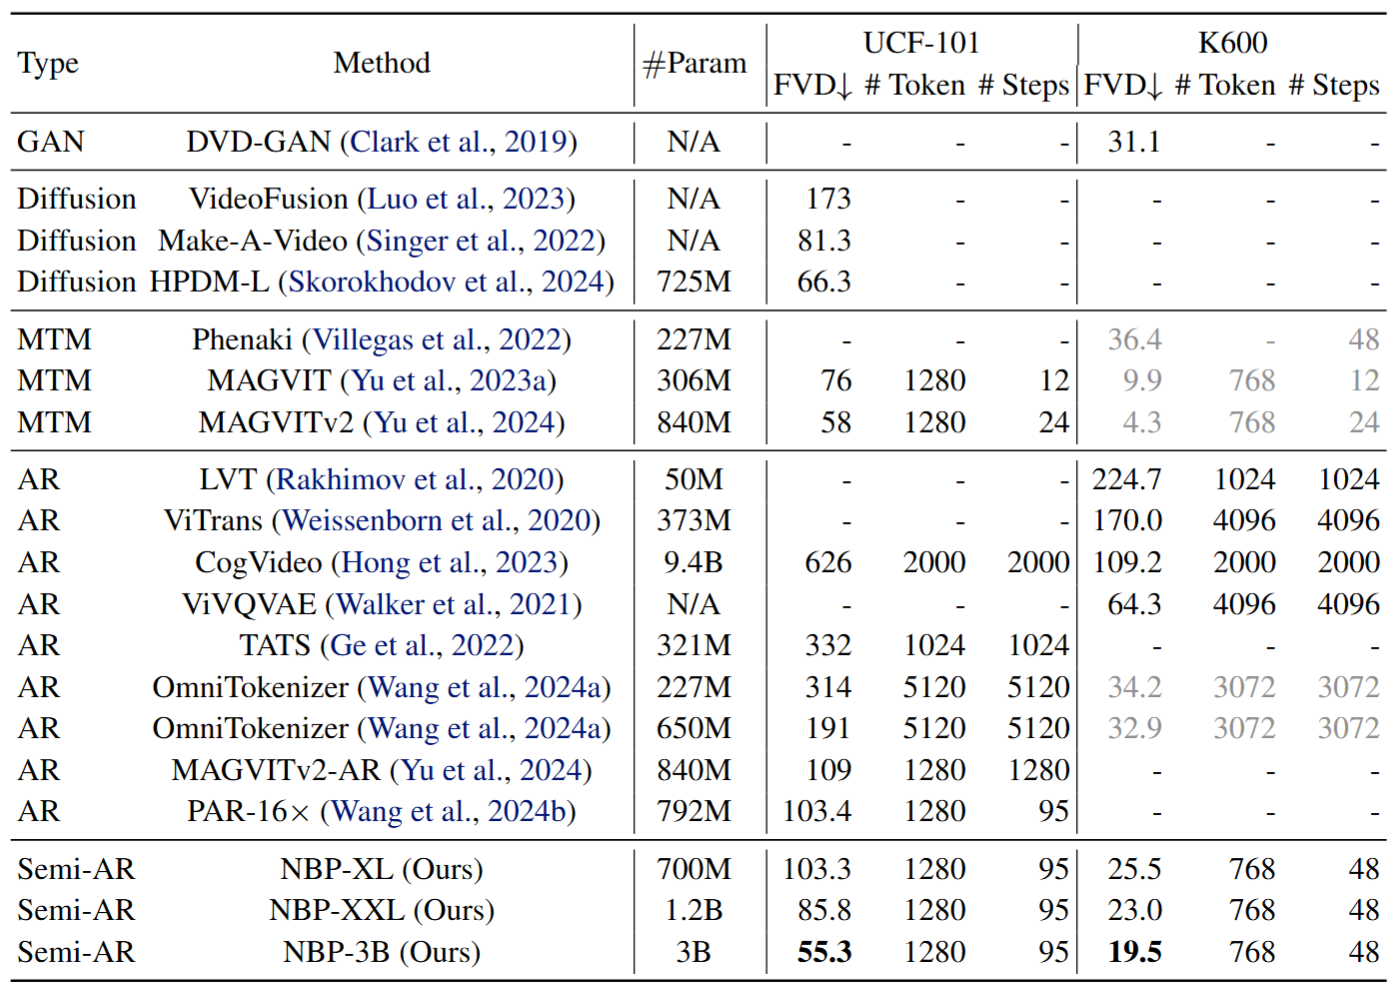 Type Method #Param UCF-101 K600
FVD↓ # Token # Steps FVD↓ # Token # Steps
GAN DVD-GAN (Clark et al., 2019) N/A - - - 31.1 - -
Diffusion VideoFusion (Luo et al., 2023) N/A 173 - - - - -
Diffusion Make-A-Video (Singer et al., 2022) N/A 81.3 - - - - -
Diffusion HPDM-L (Skorokhodov et al., 2024) 725M 66.3 - - - - -
MTM Phenaki (Villegas et al., 2022) 227M - - - 36.4 - 48
MTM MAGVIT (Yu et al., 2023a) 306M 76 1280 12 9.9 768 12
MTM MAGVITv2 (Yu et al., 2024) 840M 58 1280 24 4.3 768 24
AR LVT (Rakhimov et al., 2020) 50M - - - 224.7 1024 1024
AR ViTrans (Weissenborn et al., 2020) 373M - - - 170.0 4096 4096
AR CogVideo (Hong et al., 2023) 9.4B 626 2000 2000 109.2 2000 2000
AR ViVQVAE (Walker et al., 2021) N/A - - - 64.3 4096 4096
AR TATS (Ge et al., 2022) 321M 332 1024 1024 - - -
AR OmniTokenizer (Wang et al., 2024a) 227M 314 5120 5120 34.2 3072 3072
AR OmniTokenizer (Wang et al., 2024a) 650M 191 5120 5120 32.9 3072 3072
AR MAGVITv2-AR (Yu et al., 2024) 840M 109 1280 1280 - - -
AR PAR-16× (Wang et al., 2024b) 792M 103.4 1280 95 - - -
Semi-AR NBP-XL (Ours) 700M 103.3 1280 95 25.5 768 48
Semi-AR NBP-XXL (Ours) 1.2B 85.8 1280 95 23.0 768 48
Semi-AR NBP-3B (Ours) 3B 55.3 1280 95 19.5 768 48